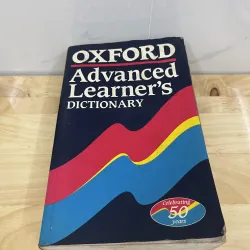 OXFORD
Advanced
Learner's
DICTIONARY
Celebrating
50
years